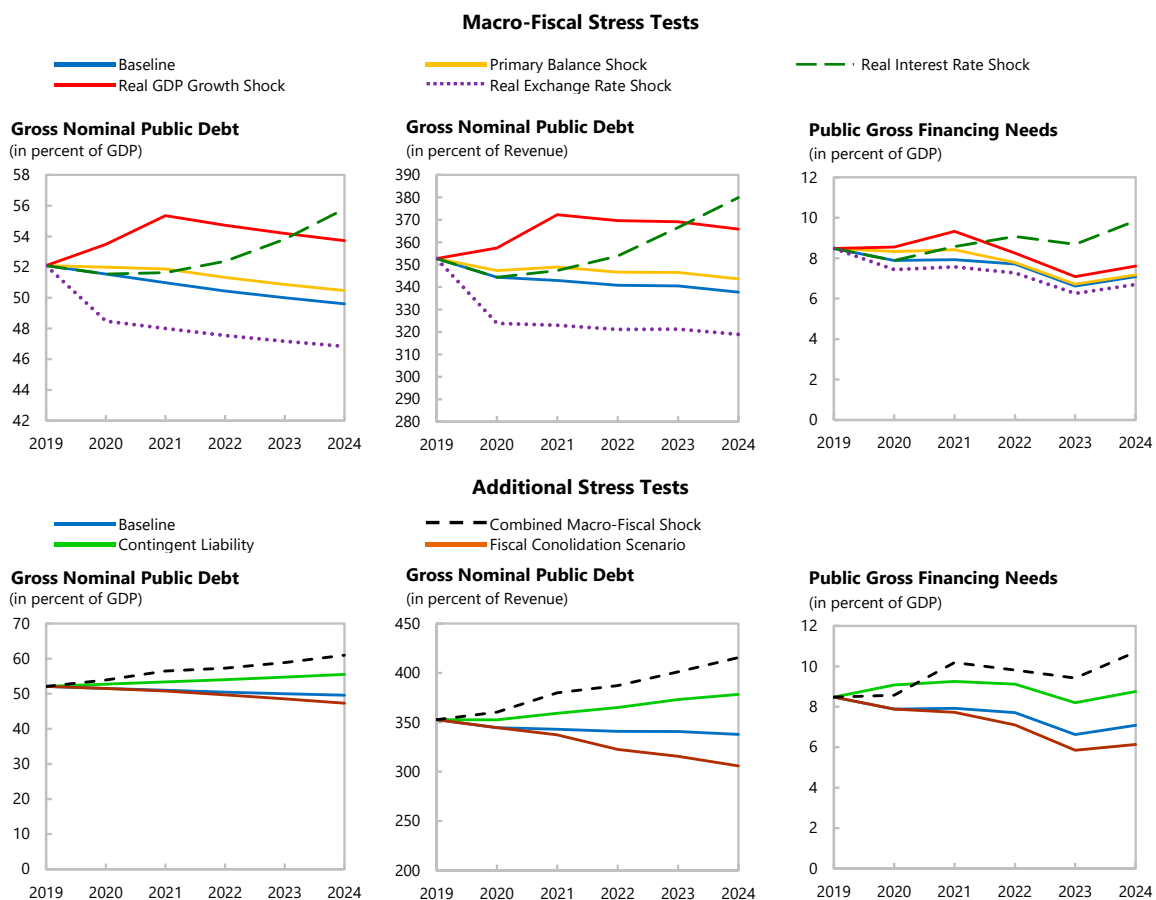 Macro-Fiscal Stress Tests
Baseline
Primary Balance Shock
Real Interest Rate Shock
Real GDP Growth Shock
Real Exchange Rate Shock
Gross Nominal Public Debt
(in percent of GDP)
58
56
54
52
50
48
46
44
42
2019 2020 2021 2022 2023 2024
Gross Nominal Public Debt
(in percent of Revenue)
390
380
370
360
350
340
330
320
310
300
290
280
2019 2020 2021 2022 2023 2024
Public Gross Financing Needs
(in percent of GDP)
12
10
8
6
4
2
0
2019 2020 2021 2022 2023 2024
Additional Stress Tests
Baseline
Combined Macro-Fiscal Shock
Contingent Liability
Fiscal Conolidation Scenario
Gross Nominal Public Debt
(in percent of GDP)
70
60
50
40
30
20
10
0
2019 2020 2021 2022 2023 2024
Gross Nominal Public Debt
(in percent of Revenue)
450
400
350
300
250
200
2019 2020 2021 2022 2023 2024
Public Gross Financing Needs
(in percent of GDP)
12
10
8
6
4
2
0
2019 2020 2021 2022 2023 2024